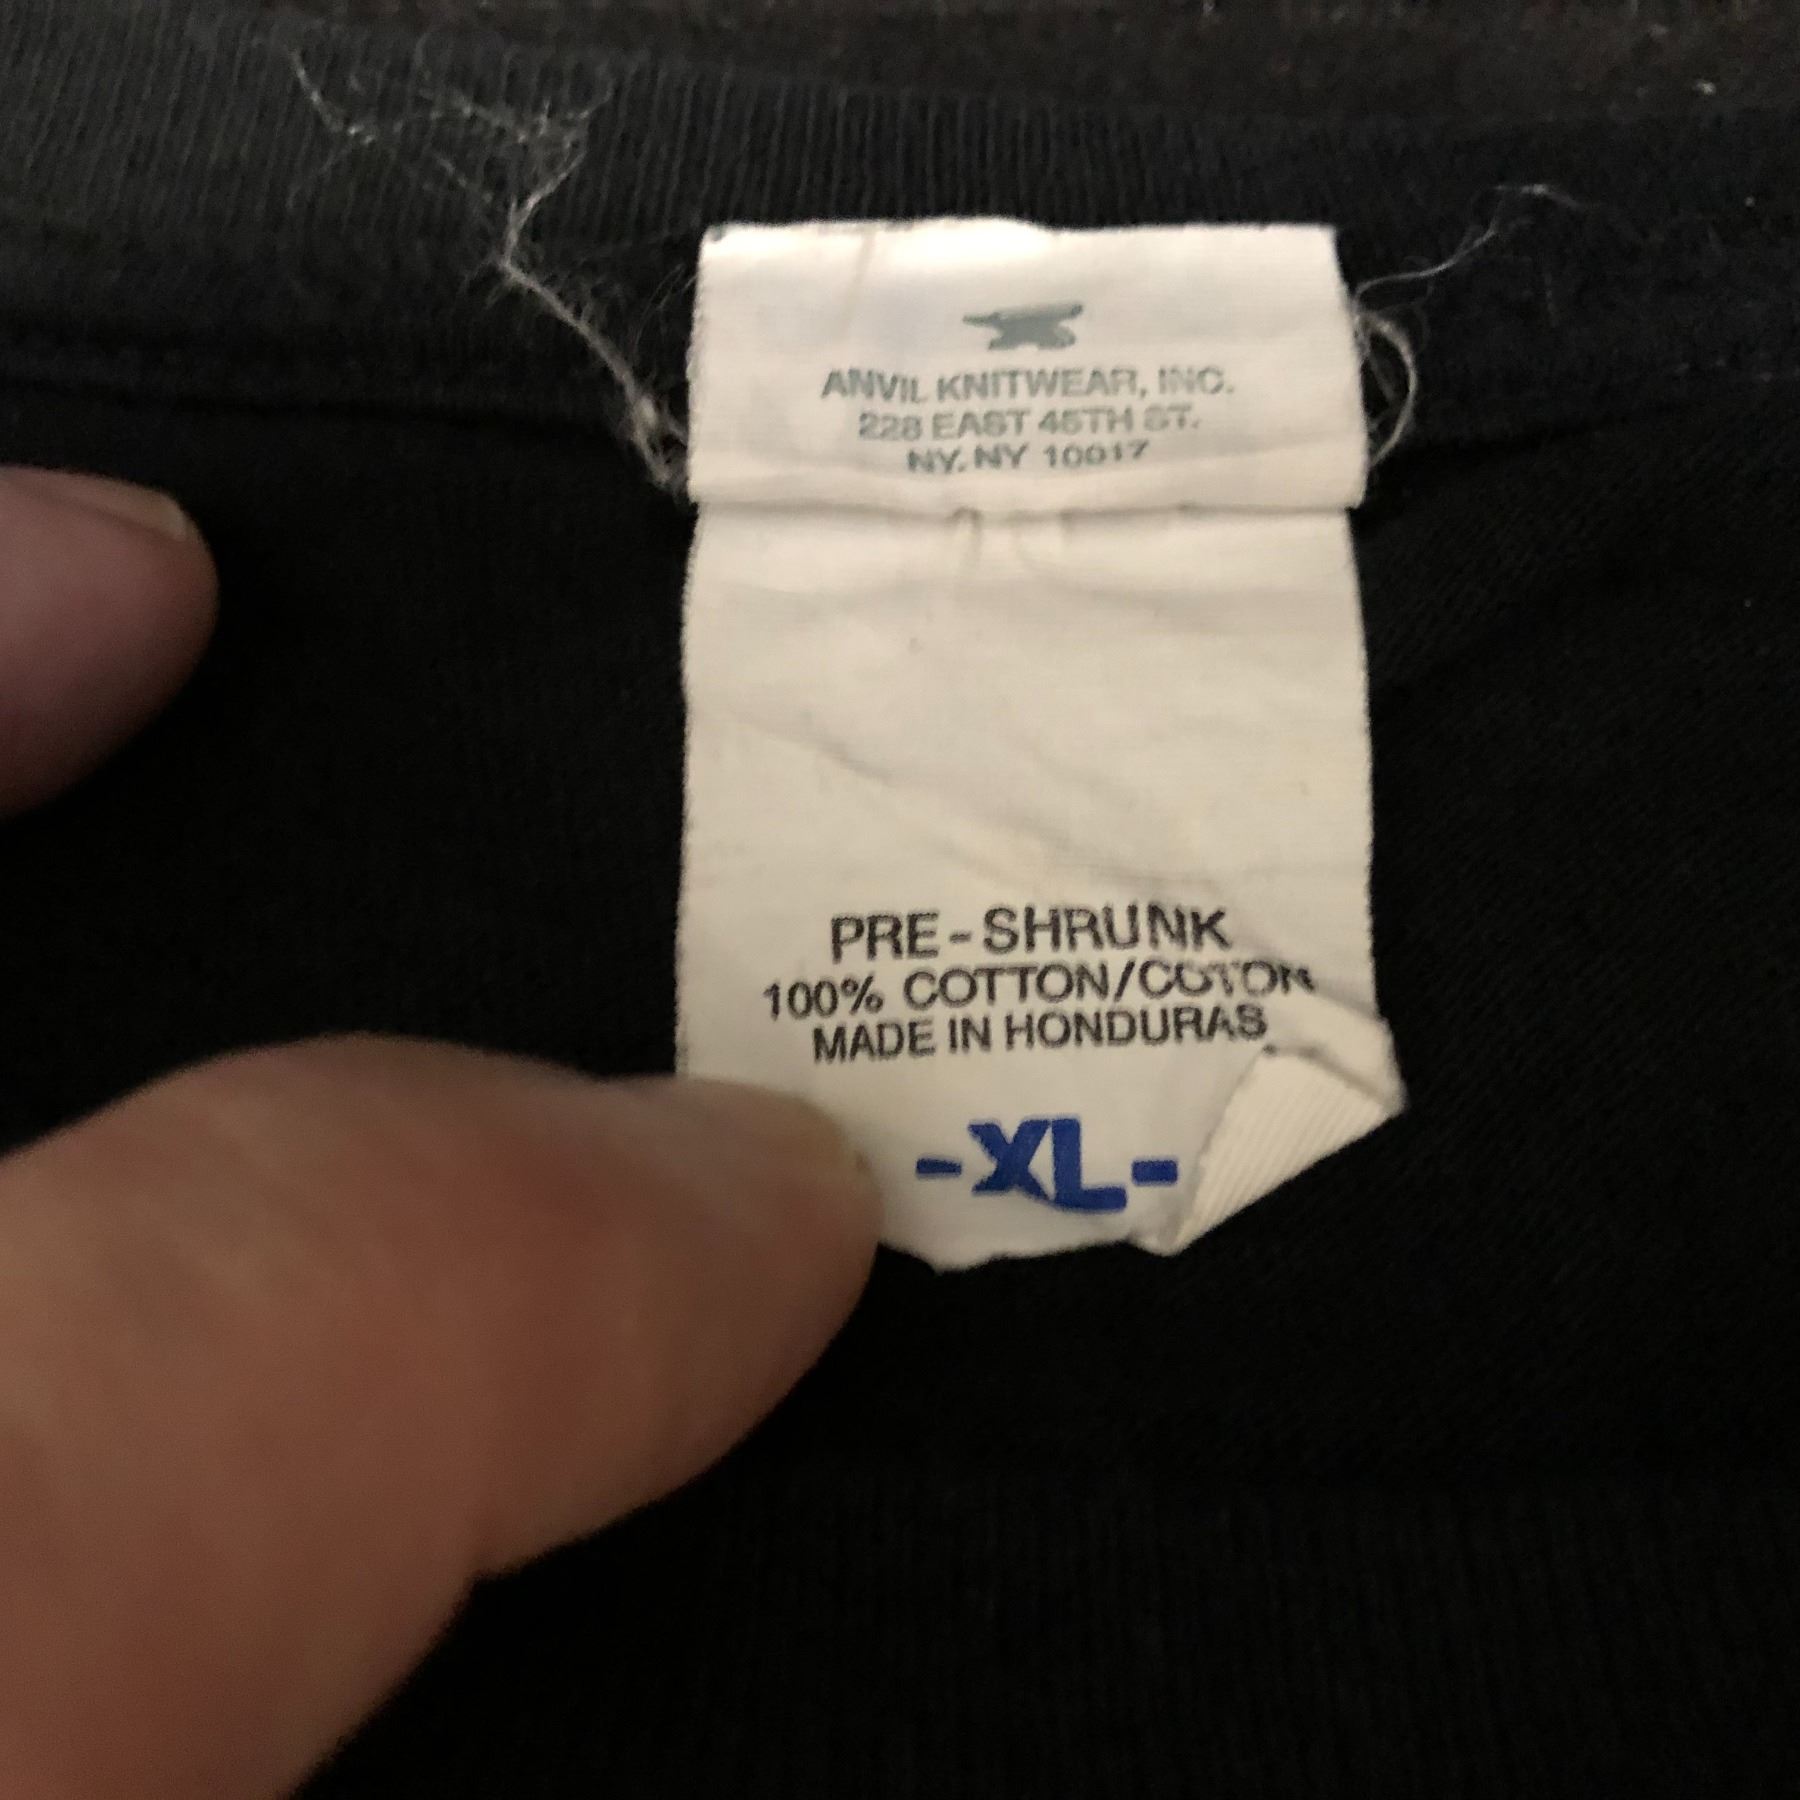 ANVIL KNITWEAR, INC.
228 EAST 45TH ST.
NY. NY 10017
PRE-SHRUNK
100% COTTON/COTON
MADE IN HONDURAS
-XL-